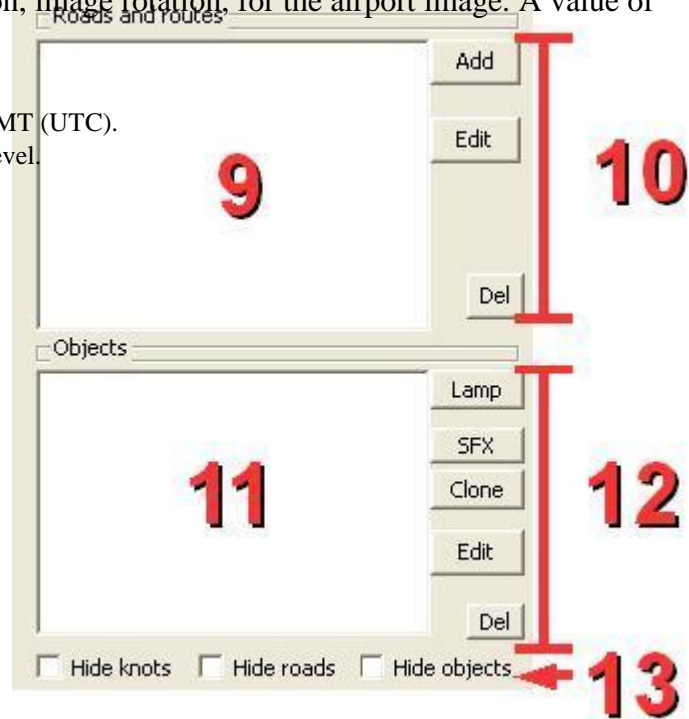 on, image rotation, for the airport image. A value of
Roads and routes
Add
MT (UTC).
Edit
evel.
9
10
Del
Objects
Lamp
SFX
11
Clone
12
Edit
Del
Hide knots Hide roads Hide objects
13